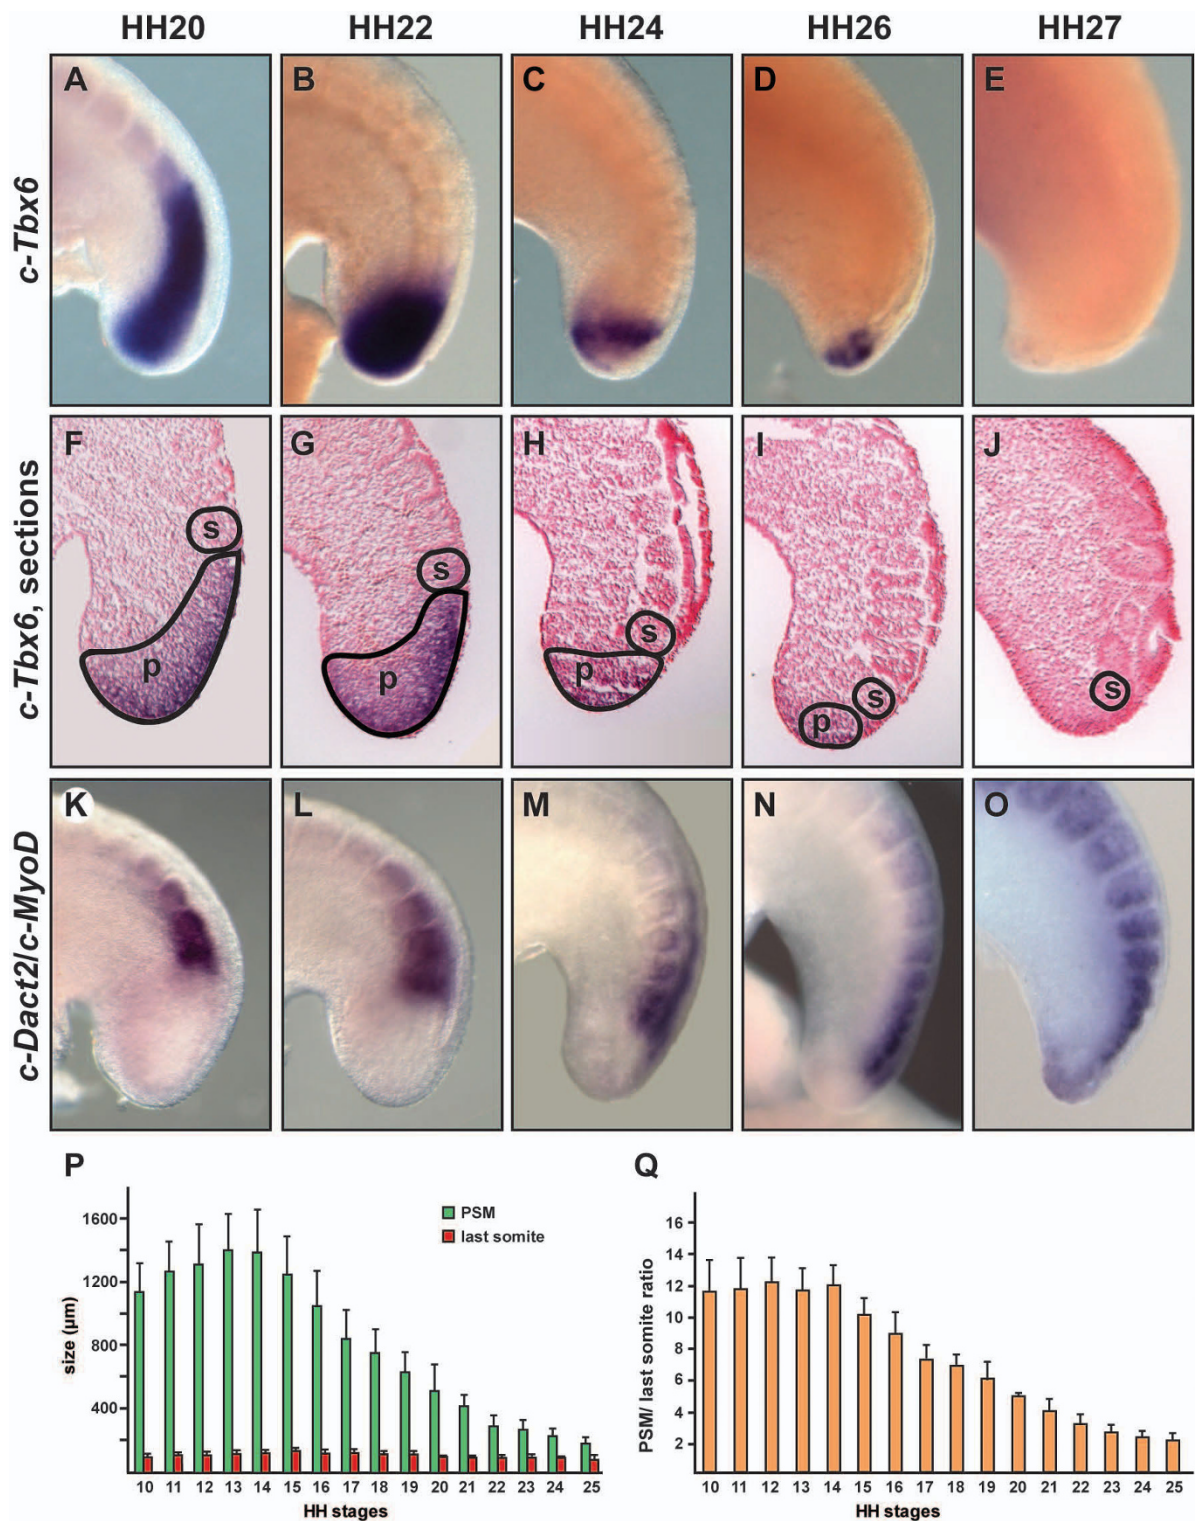 HH20 HH22 HH24 HH26 HH27
c-Tbx6
A B C D E
c-Tbx6, sections
F G H I J
s s s s s
p p p p
c-Dact2/c-MyoD
K L M N O
P Q
1600
1200
800
400
size (µm)
PSM
last somite
10 11 12 13 14 15 16 17 18 19 20 21 22 23 24 25
HH stages
16
14
12
10
8
6
4
2
PSM/ last somite ratio
10 11 12 13 14 15 16 17 18 19 20 21 22 23 24 25
HH stages